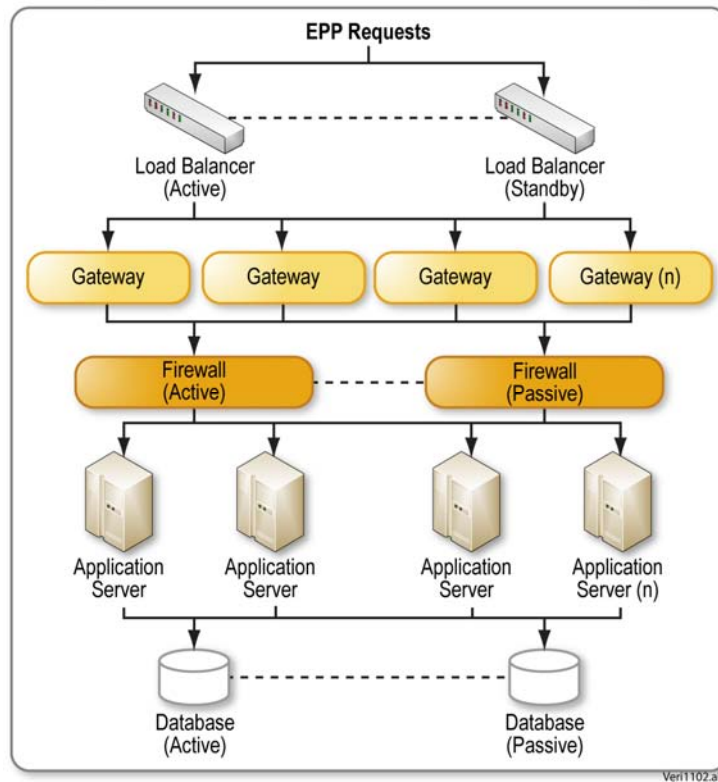 EPP Requests
Load Balancer
(Active)
Load Balancer
(Standby)
Gateway
Gateway
Gateway
Gateway (n)
Firewall
(Active)
Firewall
(Passive)
Application
Server
Application
Server
Application
Server
Application
Server (n)
Database
(Active)
Database
(Passive)